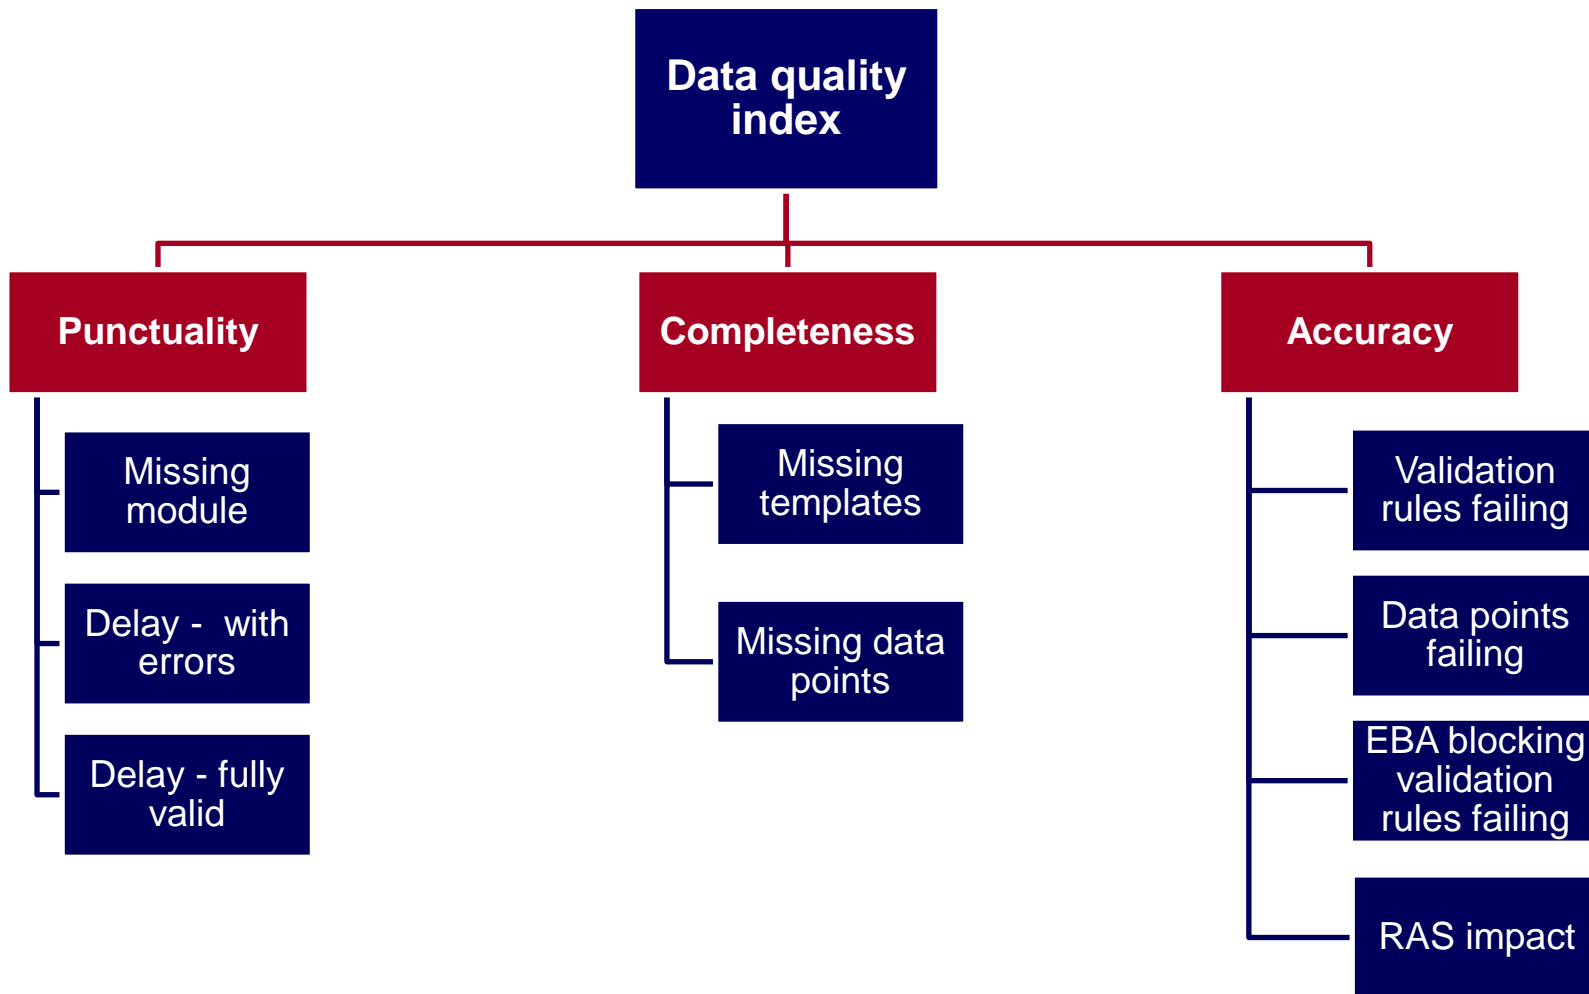 Data quality
index
Punctuality
Missing
module
Delay -  with
errors
Delay - fully
valid
Completeness
Missing
templates
Missing data
points
Accuracy
Validation
rules failing
Data points
failing
EBA blocking
validation
rules failing
RAS impact